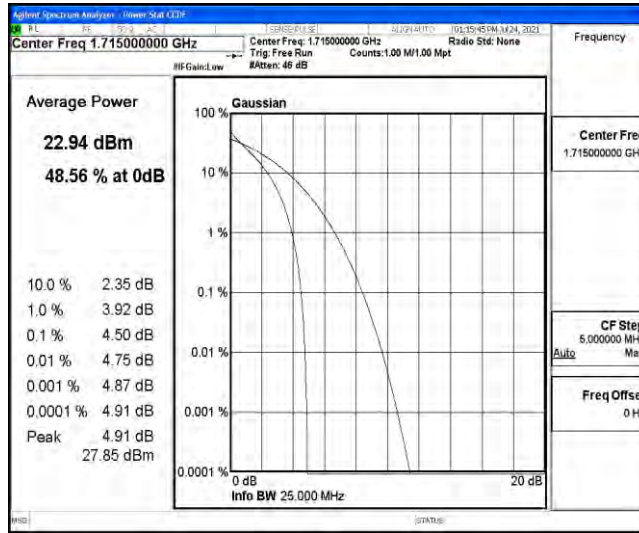 Agilent Spectrum Analyzer - Power Stat CCDF
RL RF 50 Ω AC SENSE:PULSE ALIGN AUTO 01:15:45 PM Jul 24, 2021
Center Freq 1.715000000 GHz
Center Freq: 1.715000000 GHz Radio Std: None
Trig: Free Run Counts:1.00 M/1.00 Mpt
#IFGain:Low #Atten: 46 dB
Frequency
Average Power
22.94 dBm
48.56 % at 0dB
10.0 % 2.35 dB
1.0 % 3.92 dB
0.1 % 4.50 dB
0.01 % 4.75 dB
0.001 % 4.87 dB
0.0001 % 4.91 dB
Peak 4.91 dB
27.85 dBm
Gaussian
100 %
10 %
1 %
0.1 %
0.01 %
0.001 %
0.0001 %
0 dB 20 dB
Info BW 25.000 MHz
Center Fre
1.715000000 GH
CF Step
5.000000 MH
Auto Ma
Freq Offse
0 H
MSG STATUS